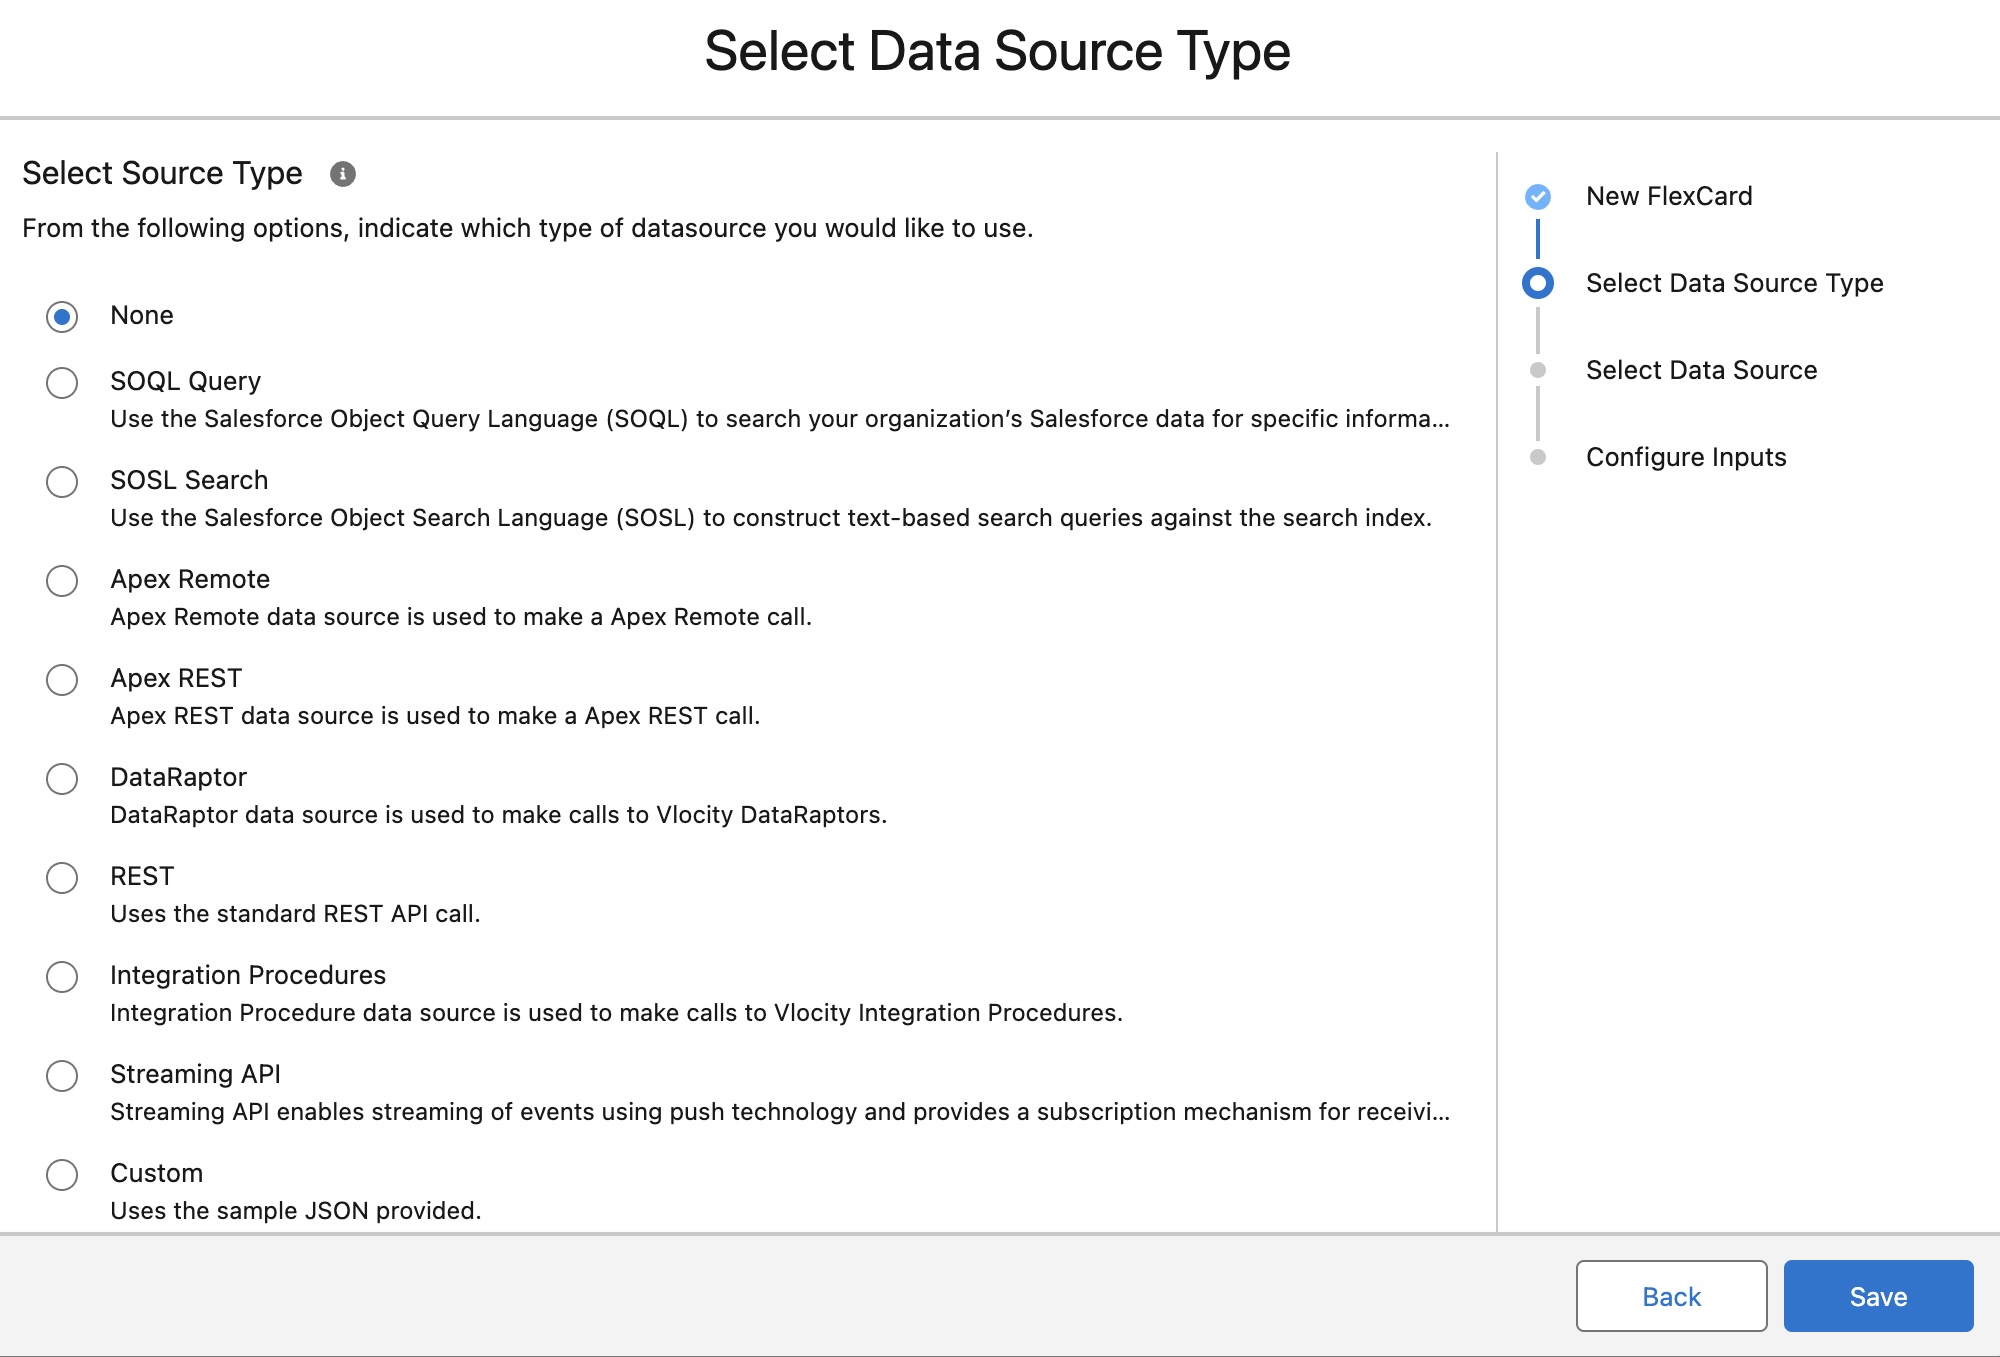 Select Data Source Type
Select Source Type
From the following options, indicate which type of datasource you would like to use.
None
SOQL Query
Use the Salesforce Object Query Language (SOQL) to search your organization’s Salesforce data for specific informa...
SOSL Search
Use the Salesforce Object Search Language (SOSL) to construct text-based search queries against the search index.
Apex Remote
Apex Remote data source is used to make a Apex Remote call.
Apex REST
Apex REST data source is used to make a Apex REST call.
DataRaptor
DataRaptor data source is used to make calls to Vlocity DataRaptors.
REST
Uses the standard REST API call.
Integration Procedures
Integration Procedure data source is used to make calls to Vlocity Integration Procedures.
Streaming API
Streaming API enables streaming of events using push technology and provides a subscription mechanism for receivi...
Custom
Uses the sample JSON provided.
New FlexCard
Select Data Source Type
Select Data Source
Configure Inputs
Back
Save